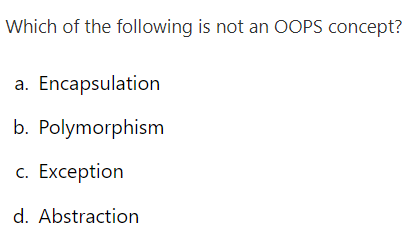 Which of the following is not an OOPS concept?
a. Encapsulation
b. Polymorphism
c. Exception
d. Abstraction